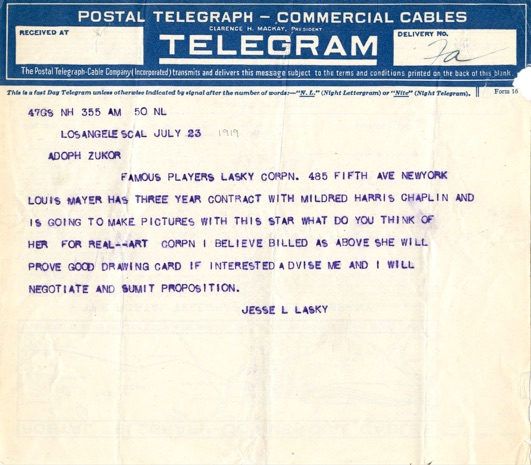 POSTAL TELEGRAPH – COMMERCIAL CABLES
CLARENCE H. MACKAY, PRESIDENT
RECEIVED AT
TELEGRAM
DELIVERY NO.
7a
The Postal Telegraph-Cable Company (Incorporated) transmits and delivers this message subject to the terms and conditions printed on the back of this blank.
This is a fast Day Telegram unless otherwise indicated by signal after the number of words:—"N. L." (Night Lettergram) or "Nite" (Night Telegram).
Form 16
47GS NH 355 AM 50 NL
LOSANGELESCAL JULY 23 1919
ADOPH ZUKOR
FAMOUS PLAYERS LASKY CORPN. 485 FIFTH AVE NEWYORK
LOUIS MAYER HAS THREE YEAR CONTRACT WITH MILDRED HARRIS CHAPLIN AND
IS GOING TO MAKE PICTURES WITH THIS STAR WHAT DO YOU THINK OF
HER FOR REAL--ART CORPN I BELIEVE BILLED AS ABOVE SHE WILL
PROVE GOOD DRAWING CARD IF INTERESTED ADVISE ME AND I WILL
NEGOTIATE AND SUMIT PROPOSITION.
JESSE L LASKY